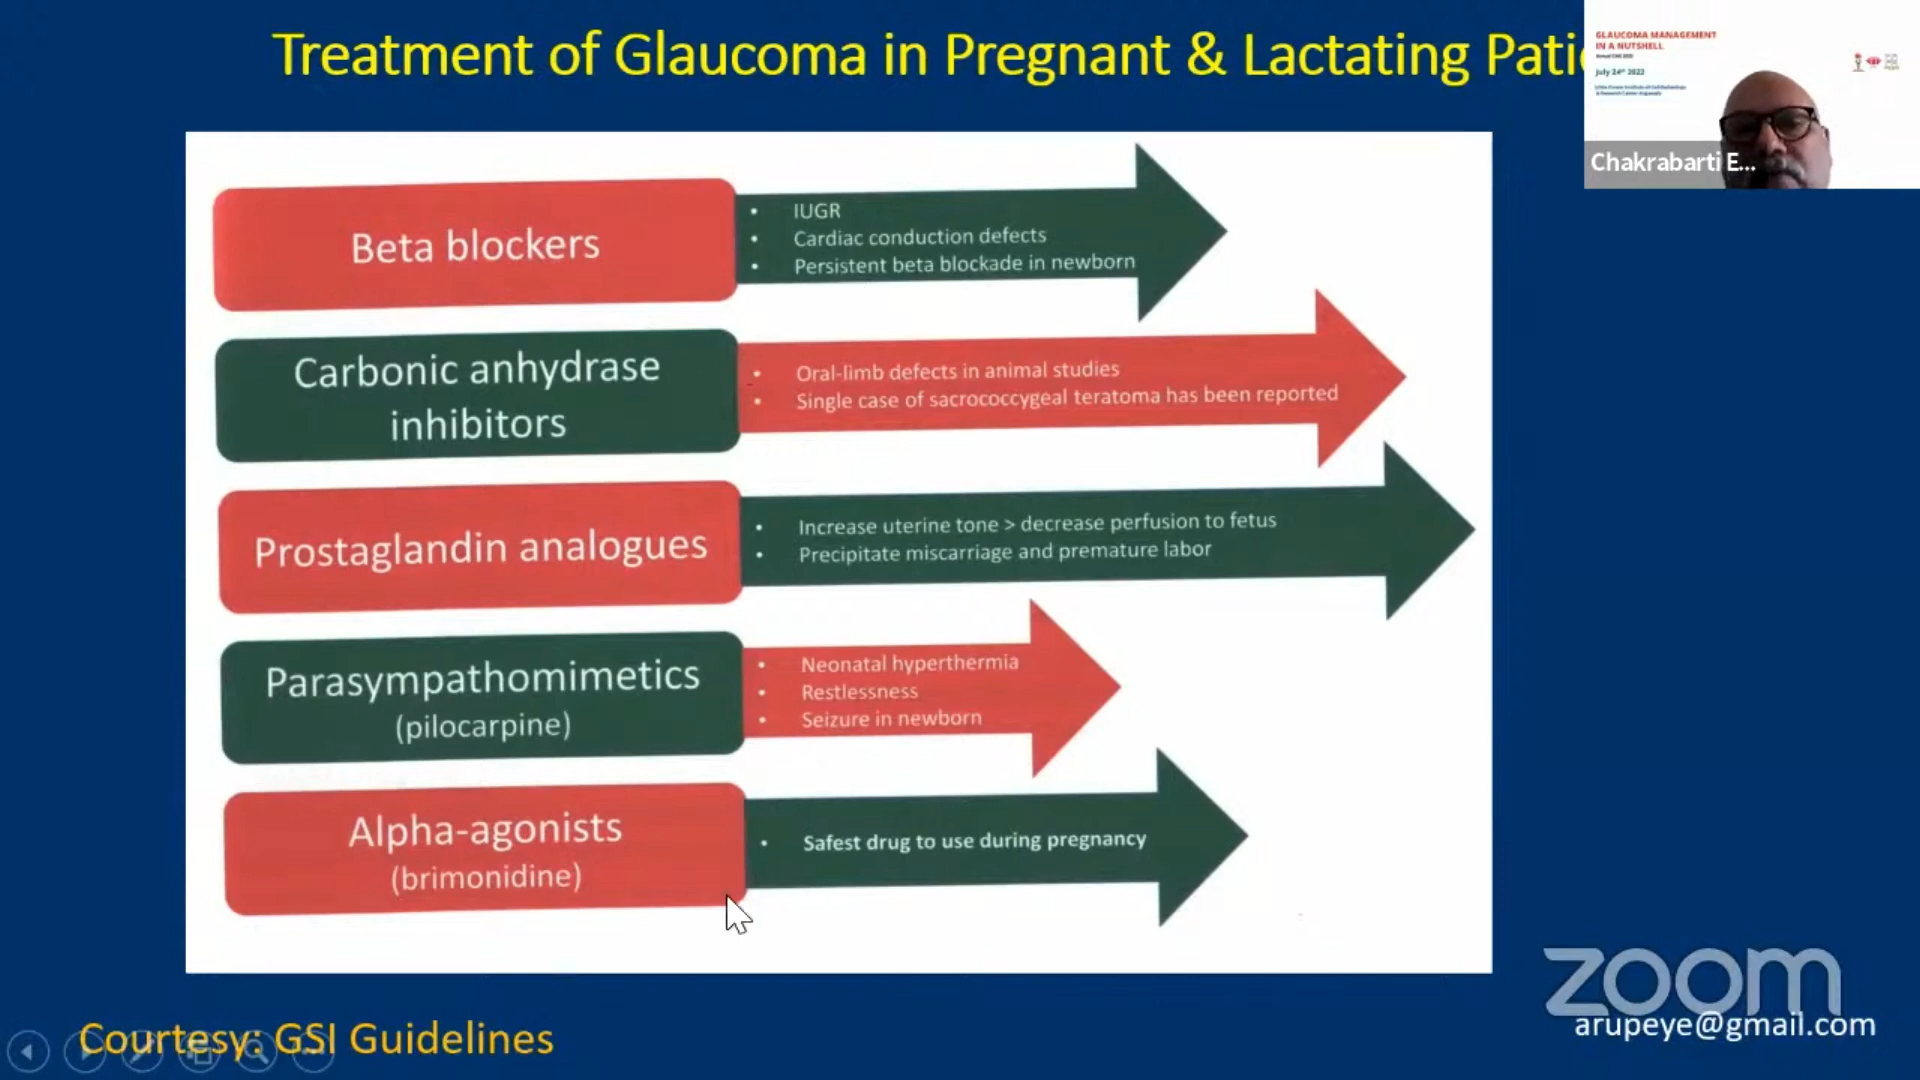 Treatment of Glaucoma in Pregnant & Lactating Pati
GLAUCOMA MANAGEMENT
IN A NUTSHELL
July 24th 2022
Chakrabarti E...
Beta blockers
• IUGR
• Cardiac conduction defects
• Persistent beta blockade in newborn
Carbonic anhydrase
inhibitors
• Oral-limb defects in animal studies
• Single case of sacrococcygeal teratoma has been reported
Prostaglandin analogues
• Increase uterine tone > decrease perfusion to fetus
• Precipitate miscarriage and premature labor
Parasympathomimetics
(pilocarpine)
• Neonatal hyperthermia
• Restlessness
• Seizure in newborn
Alpha-agonists
(brimonidine)
• Safest drug to use during pregnancy
Courtesy: GSI Guidelines
zoom
arupeye@gmail.com